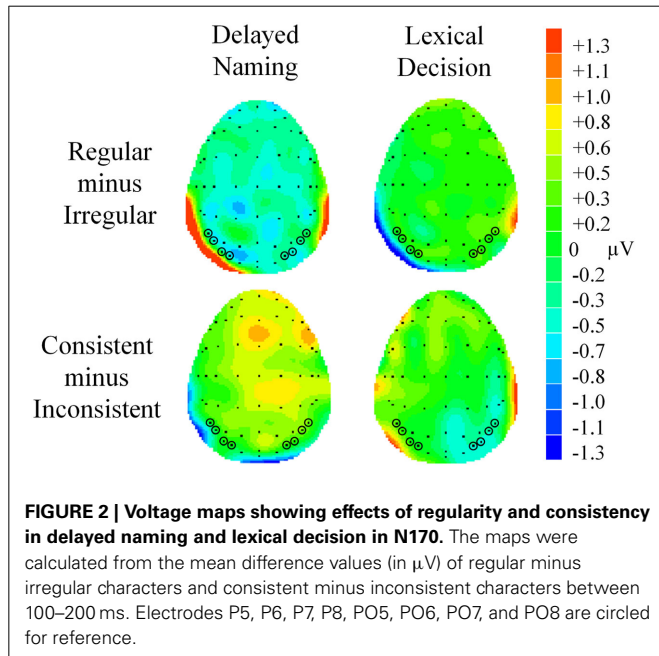 Delayed Naming
Lexical Decision
Regular minus Irregular
Consistent minus Inconsistent
+1.3
+1.1
+1.0
+0.8
+0.6
+0.5
+0.3
+0.2
0 μV
-0.2
-0.3
-0.5
-0.7
-0.8
-1.0
-1.1
-1.3
FIGURE 2 | Voltage maps showing effects of regularity and consistency
in delayed naming and lexical decision in N170. The maps were
calculated from the mean difference values (in μV) of regular minus
irregular characters and consistent minus inconsistent characters between
100–200 ms. Electrodes P5, P6, P7, P8, PO5, PO6, PO7, and PO8 are circled
for reference.